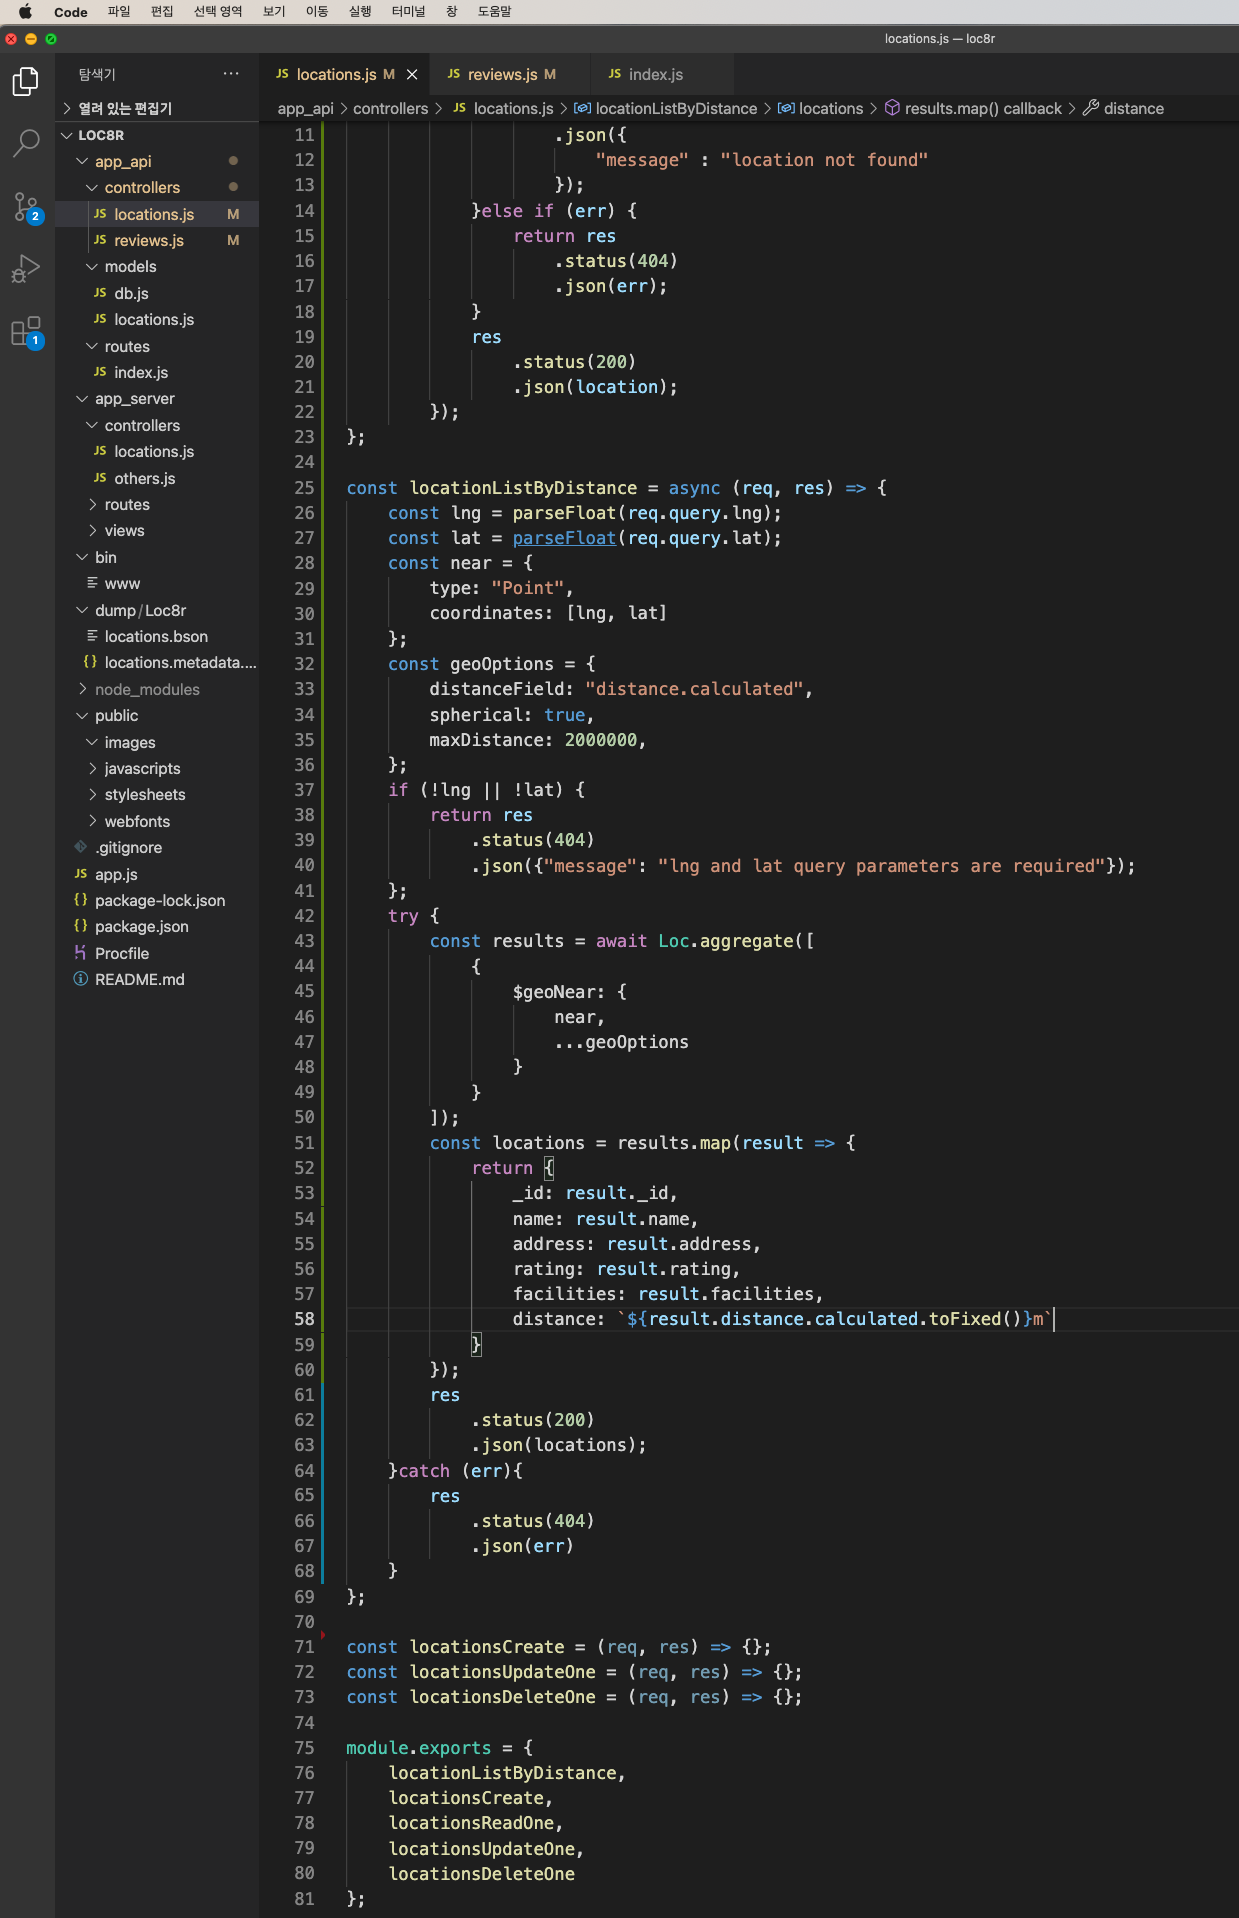 Code 파일 편집 선택 영역 보기 이동 실행 터미널 창 도움말
locations.js — loc8r
탐색기 ···
열려 있는 편집기
LOC8R
app_api
controllers
JS locations.js M
JS reviews.js M
models
JS db.js
JS locations.js
routes
JS index.js
app_server
controllers
JS locations.js
JS others.js
routes
views
bin
www
dump/Loc8r
locations.bson
{} locations.metadata....
node_modules
public
images
javascripts
stylesheets
webfonts
.gitignore
JS app.js
{} package-lock.json
{} package.json
Procfile
README.md
2
1
JS locations.js M × JS reviews.js M JS index.js
app_api > controllers > JS locations.js > locationListByDistance > locations > results.map() callback > distance
11 .json({
12 "message" : "location not found"
13 });
14 }else if (err) {
15 return res
16 .status(404)
17 .json(err);
18 }
19 res
20 .status(200)
21 .json(location);
22 });
23 };
24
25 const locationListByDistance = async (req, res) => {
26 const lng = parseFloat(req.query.lng);
27 const lat = parseFloat(req.query.lat);
28 const near = {
29 type: "Point",
30 coordinates: [lng, lat]
31 };
32 const geoOptions = {
33 distanceField: "distance.calculated",
34 spherical: true,
35 maxDistance: 2000000,
36 };
37 if (!lng || !lat) {
38 return res
39 .status(404)
40 .json({"message": "lng and lat query parameters are required"});
41 };
42 try {
43 const results = await Loc.aggregate([
44 {
45 $geoNear: {
46 near,
47 ...geoOptions
48 }
49 }
50 ]);
51 const locations = results.map(result => {
52 return {
53 _id: result._id,
54 name: result.name,
55 address: result.address,
56 rating: result.rating,
57 facilities: result.facilities,
58 distance: `${result.distance.calculated.toFixed()}m`
59 }
60 });
61 res
62 .status(200)
63 .json(locations);
64 }catch (err){
65 res
66 .status(404)
67 .json(err)
68 }
69 };
70
71 const locationsCreate = (req, res) => {};
72 const locationsUpdateOne = (req, res) => {};
73 const locationsDeleteOne = (req, res) => {};
74
75 module.exports = {
76 locationListByDistance,
77 locationsCreate,
78 locationsReadOne,
79 locationsUpdateOne,
80 locationsDeleteOne
81 };